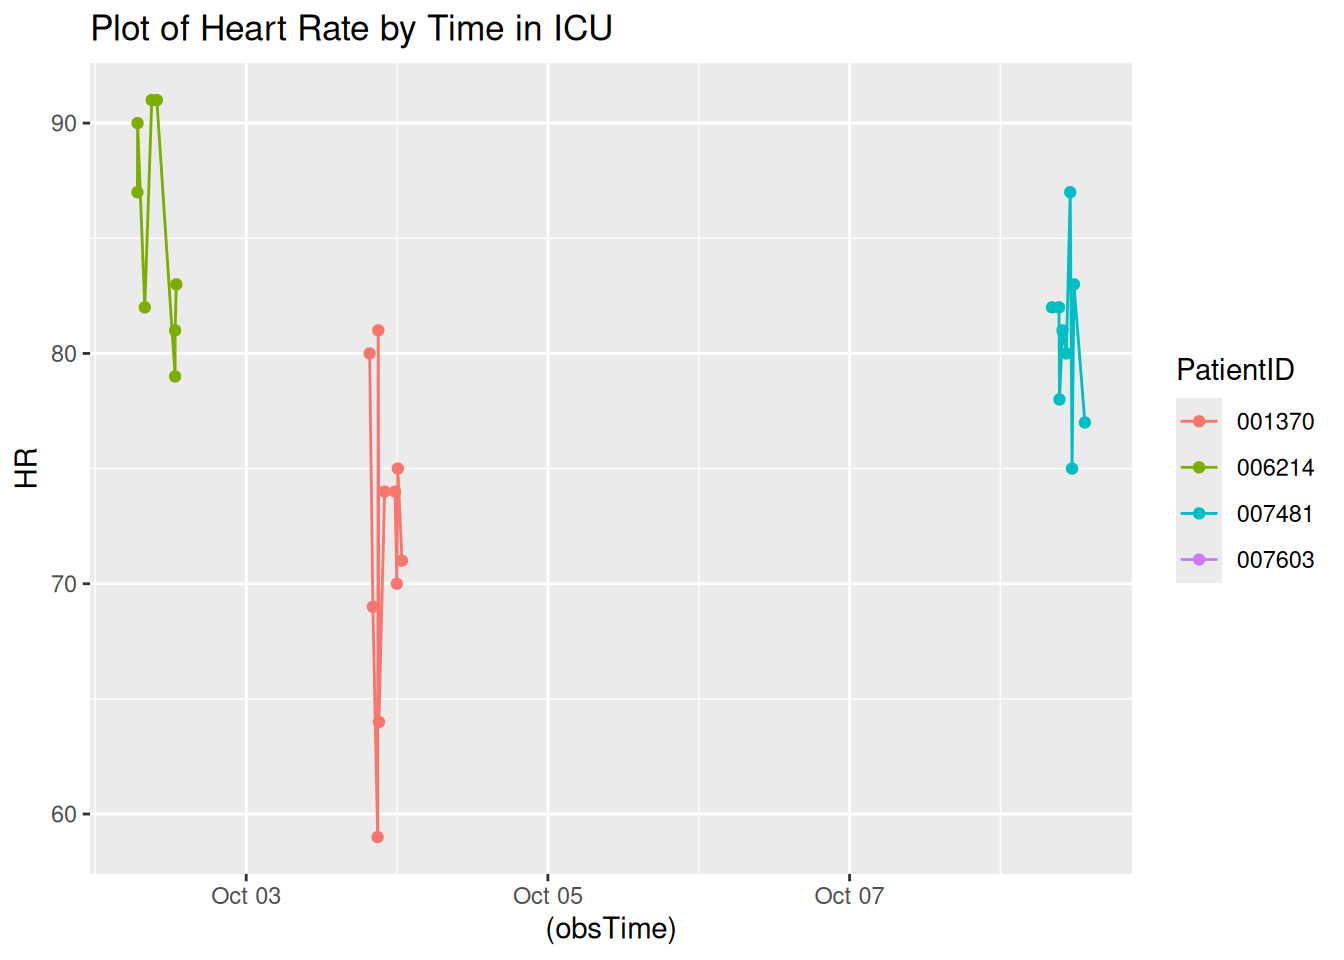 Plot of Heart Rate by Time in ICU
90
80
70
60
HR
Oct 03
Oct 05
Oct 07
(obsTime)
PatientID
001370
006214
007481
007603